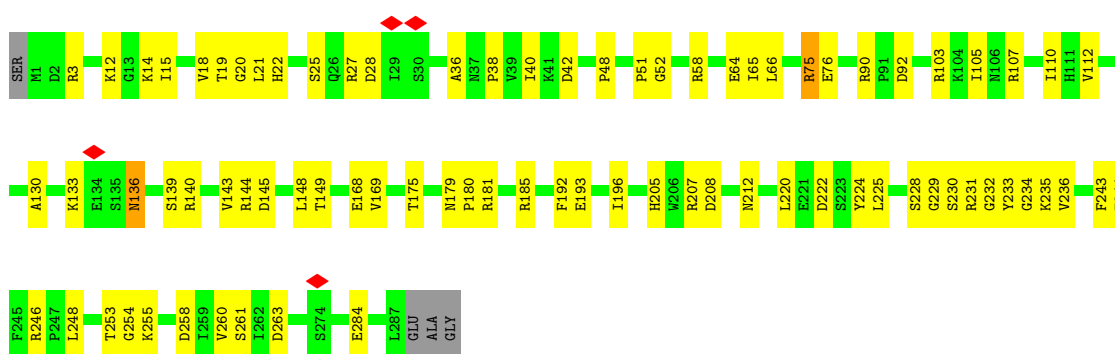 SER M1 D2 R3 K12 G13 K14 I15 V18 T19 G20 L21 H22 S25 Q26 R27 D28 I29 S30 A36 N37 P38 V39 I40 K41 D42 P48 P51 G52 R58 E64 I65 L66 R75 E76 R90 P91 D92 R103 K104 I105 N106 R107 I110 H111 V112
A130 K133 E134 S135 N136 S139 R140 V143 R144 D145 L148 T149 E168 V169 T175 N179 P180 R181 R185 F192 E193 I196 H205 W206 R207 D208 N212 L220 E221 D222 S223 Y224 L225 S228 G229 S230 R231 G232 Y233 G234 K235 V236 F243
F245 R246 P247 L248 T253 G254 K255 D258 I259 V260 S261 I262 D263 S274 E284 L287 GLU ALA GLY